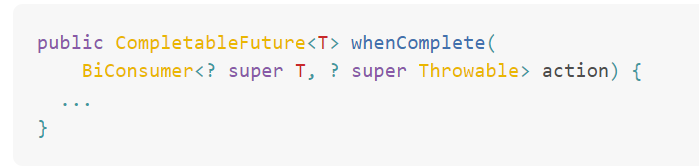 public CompletableFuture<T> whenComplete(
    BiConsumer<? super T, ? super Throwable> action) {
  ...
}